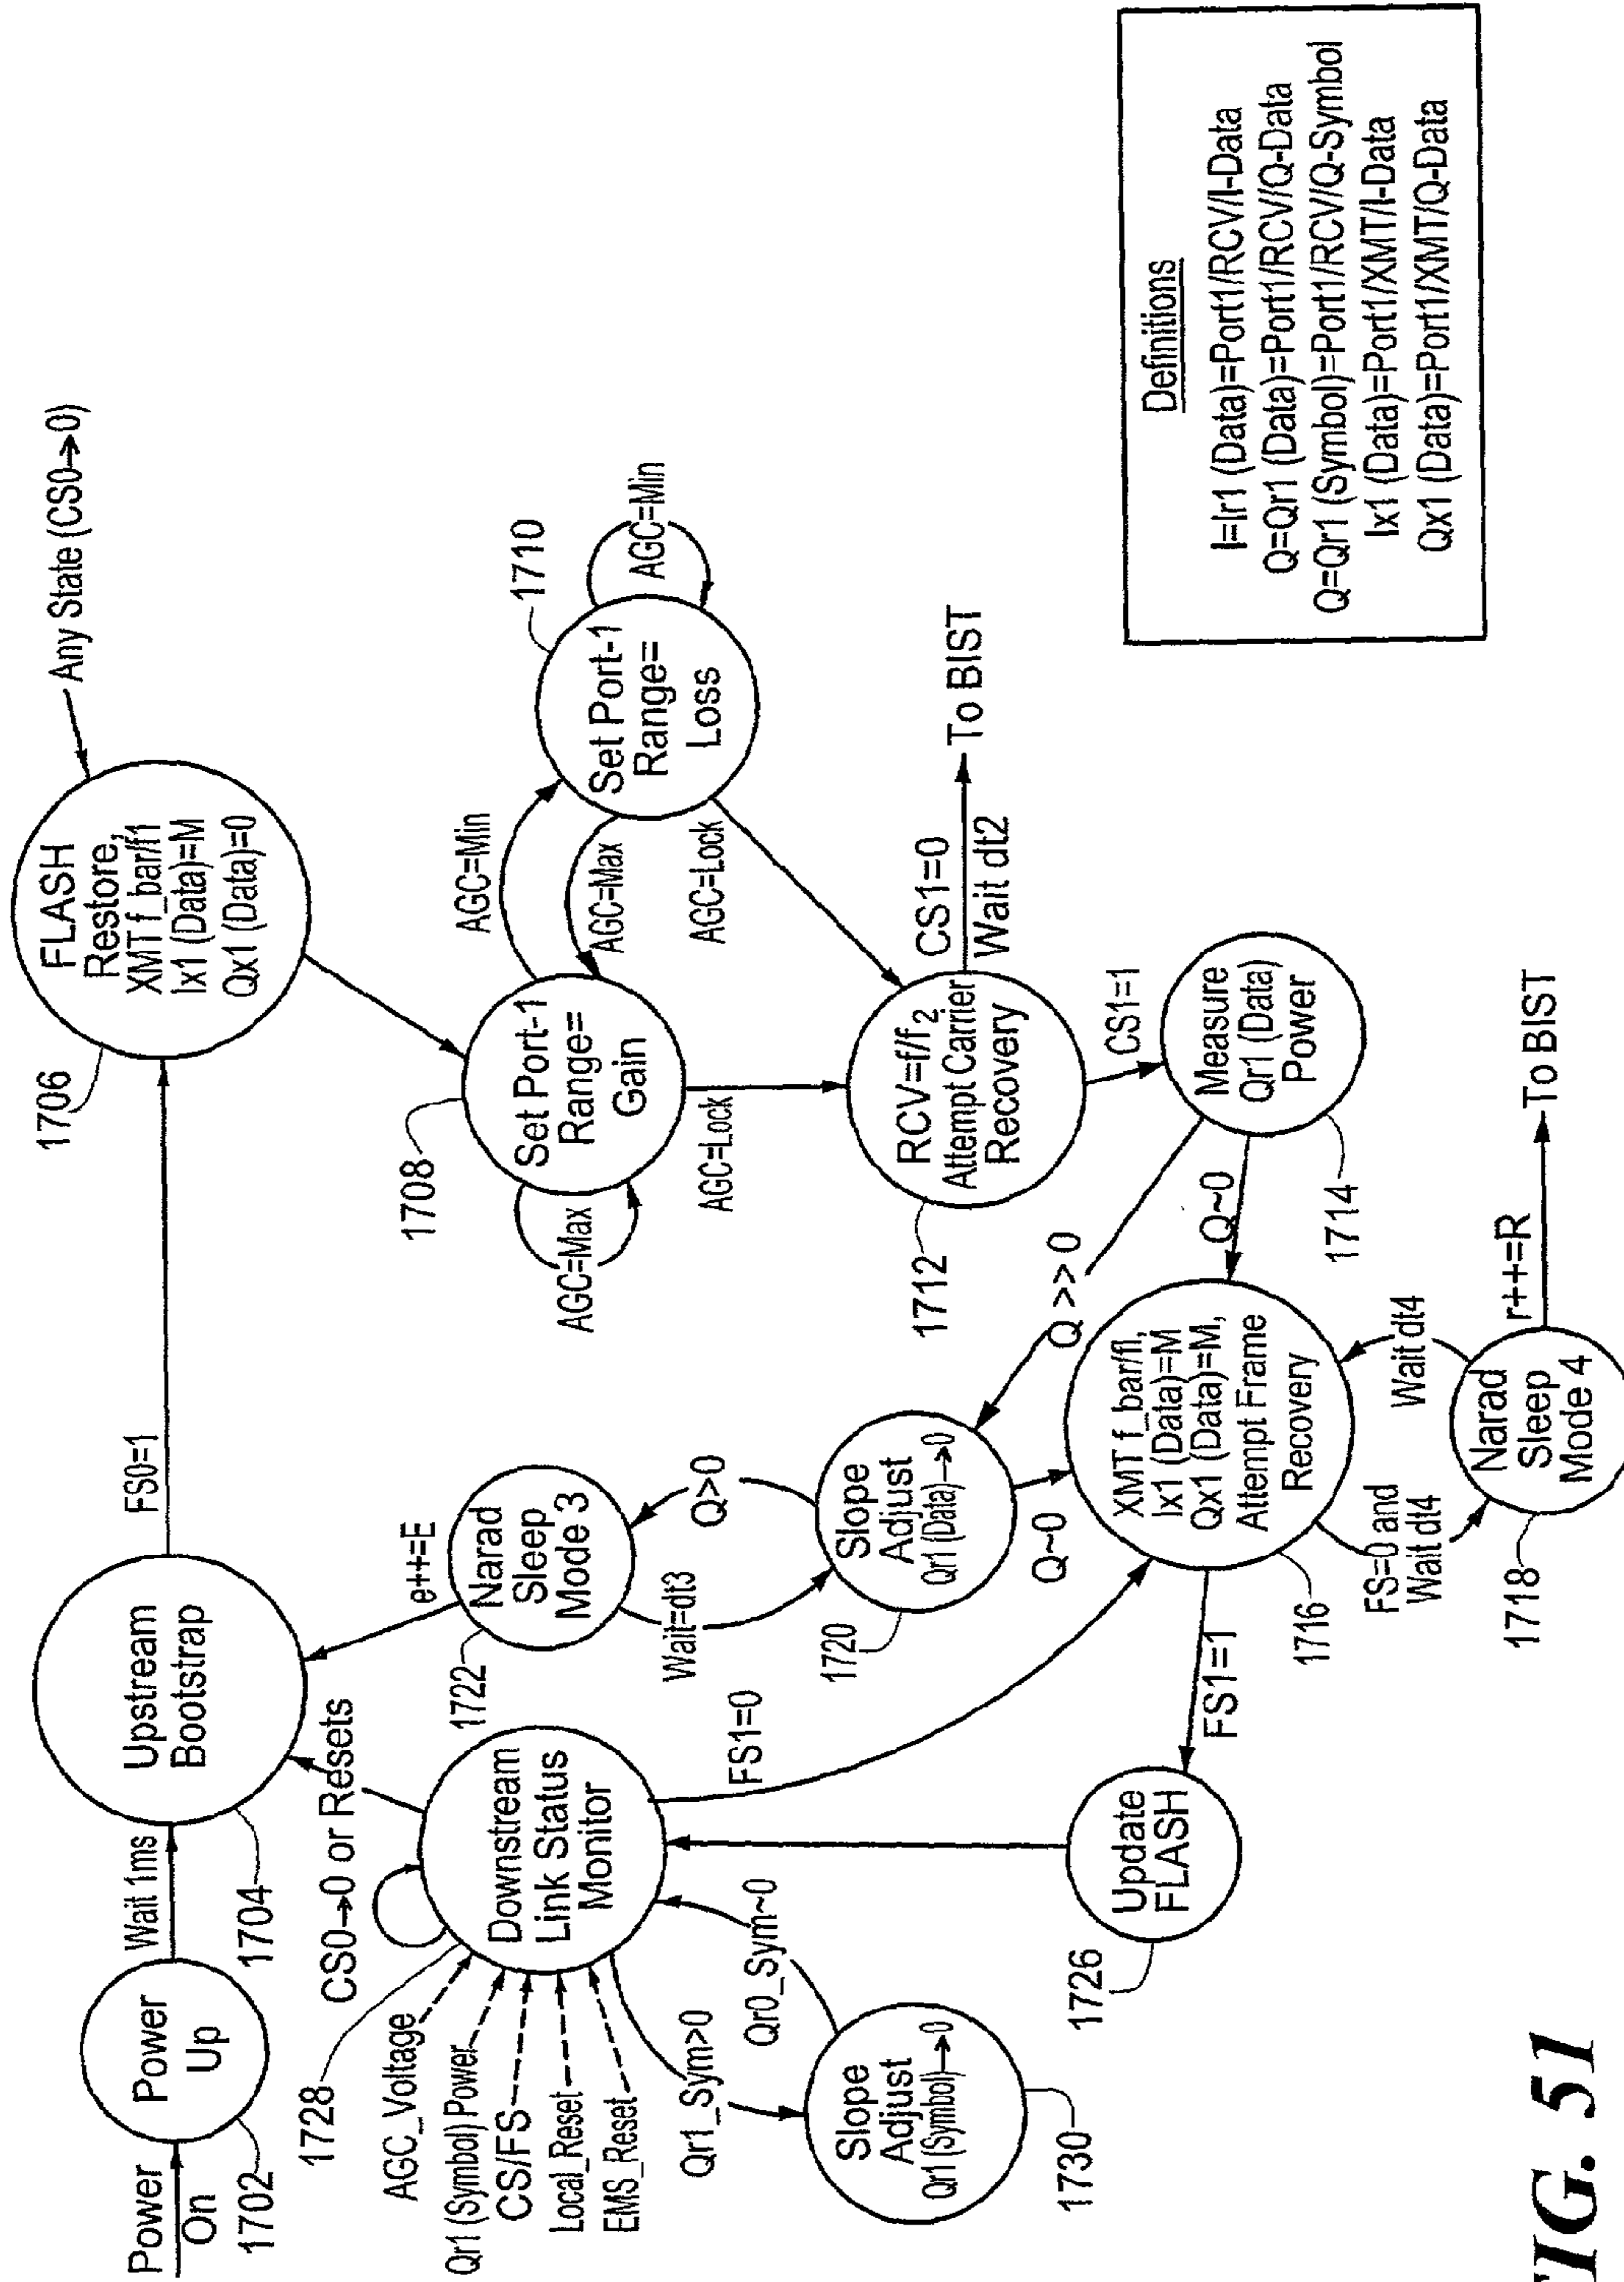 Power
On
1702
Power
Up
Wait 1ms
1704
Upstream
Bootstrap
FS0=1
1706
FLASH
Restore,
XMT f_bar/f1
Ix1 (Data)=M
Qx1 (Data)=0
Any State (CS0→0)
CS0→0 or Resets
1728
AGC_Voltage
Qr1 (Symbol) Power
CS/FS
Local_Reset
EMS_Reset
Downstream
Link Status
Monitor
1722
Narad
Sleep
Mode 3
e++=E
Wait=dt3
Q>0
1708
Set Port-1
Range=
Gain
AGC=Max
AGC=Min
AGC=Max
AGC=Lock
AGC=Lock
Set Port-1
Range=
Loss
1710
AGC=Min
Qr1_Sym>0
Qr0_Sym~0
Slope
Adjust
Qr1 (Symbol)→0
1730
FS1=0
1720
Slope
Adjust
Qr1 (Data)→0
Q~0
Q >>0
1712
RCV=f/f2
Attempt Carrier
Recovery
CS1=0
Wait dt2
To BIST
CS1=1
Measure
Qr1 (Data)
Power
1714
Q~0
1726
Update
FLASH
FS1=1
1716
XMT f_bar/fl,
Ix1 (Data)=M
Qx1 (Data)=M,
Attempt Frame
Recovery
FS=0 and
Wait dt4
Wait dt4
1718
Narad
Sleep
Mode 4
r++=R
To BIST
Definitions
I=Ir1 (Data)=Port1/RCV/I-Data
Q=Qr1 (Data)=Port1/RCV/Q-Data
Q=Qr1 (Symbol)=Port1/RCV/Q-Symbol
Ix1 (Data)=Port1/XMT/I-Data
Qx1 (Data)=Port1/XMT/Q-Data
FIG. 51